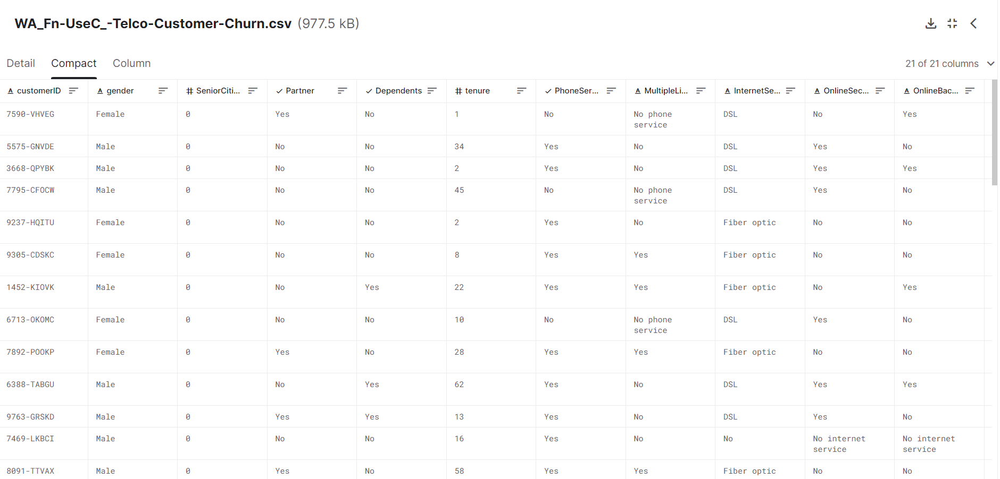 WA_Fn-UseC_-Telco-Customer-Churn.csv (977.5 kB)
Detail Compact Column 21 of 21 columns
customerID gender SeniorCiti... Partner Dependents tenure PhoneSer... MultipleLi... InternetSe... OnlineSec... OnlineBac...
7590-VHVEG Female 0 Yes No 1 No No phone service DSL No Yes
5575-GNVDE Male 0 No No 34 Yes No DSL Yes No
3668-QPYBK Male 0 No No 2 Yes No DSL Yes Yes
7795-CFOCW Male 0 No No 45 No No phone service DSL Yes No
9237-HQITU Female 0 No No 2 Yes No Fiber optic No No
9305-CDSKC Female 0 No No 8 Yes Yes Fiber optic No No
1452-KIOVK Male 0 No Yes 22 Yes Yes Fiber optic No Yes
6713-OKOMC Female 0 No No 10 No No phone service DSL Yes No
7892-POOKP Female 0 Yes No 28 Yes Yes Fiber optic No No
6388-TABGU Male 0 No Yes 62 Yes No DSL Yes Yes
9763-GRSKD Male 0 Yes Yes 13 Yes No DSL Yes No
7469-LKBCI Male 0 No No 16 Yes No No No internet service No internet service
8091-TTVAX Male 0 Yes No 58 Yes Yes Fiber optic No No